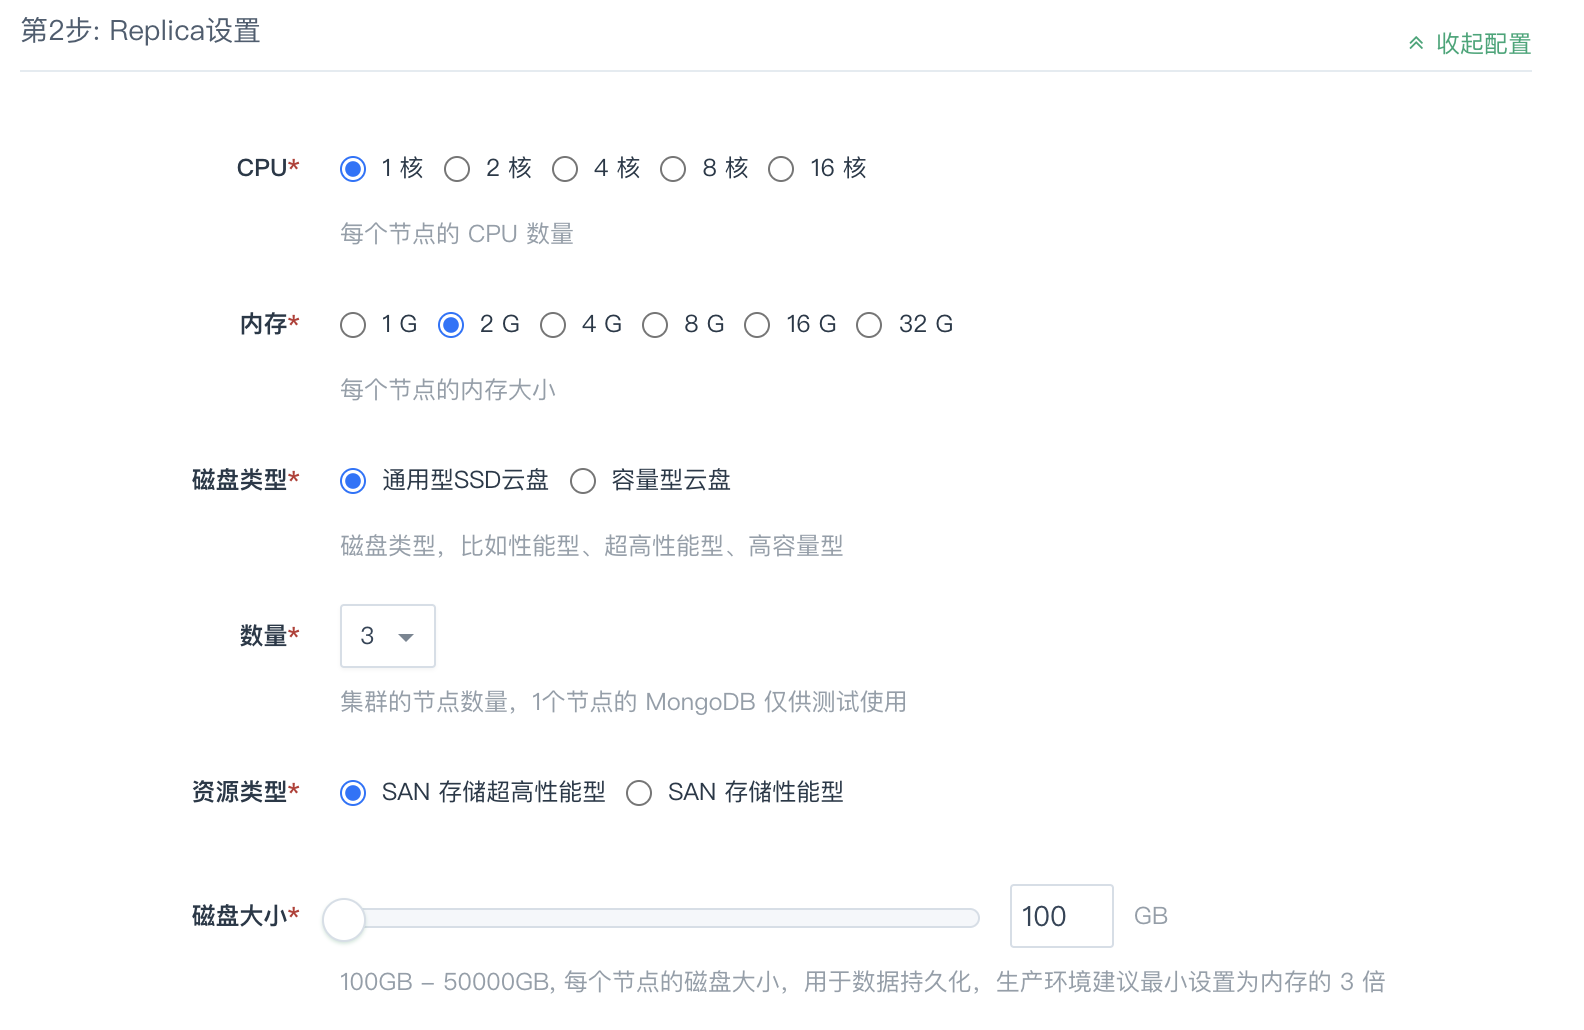 第2步: Replica设置
收起配置
CPU* 1 核 2 核 4 核 8 核 16 核
每个节点的 CPU 数量
内存* 1 G 2 G 4 G 8 G 16 G 32 G
每个节点的内存大小
磁盘类型* 通用型SSD云盘 容量型云盘
磁盘类型，比如性能型、超高性能型、高容量型
数量* 3
集群的节点数量，1个节点的 MongoDB 仅供测试使用
资源类型* SAN 存储超高性能型 SAN 存储性能型
磁盘大小* 100 GB
100GB – 50000GB, 每个节点的磁盘大小，用于数据持久化，生产环境建议最小设置为内存的 3 倍